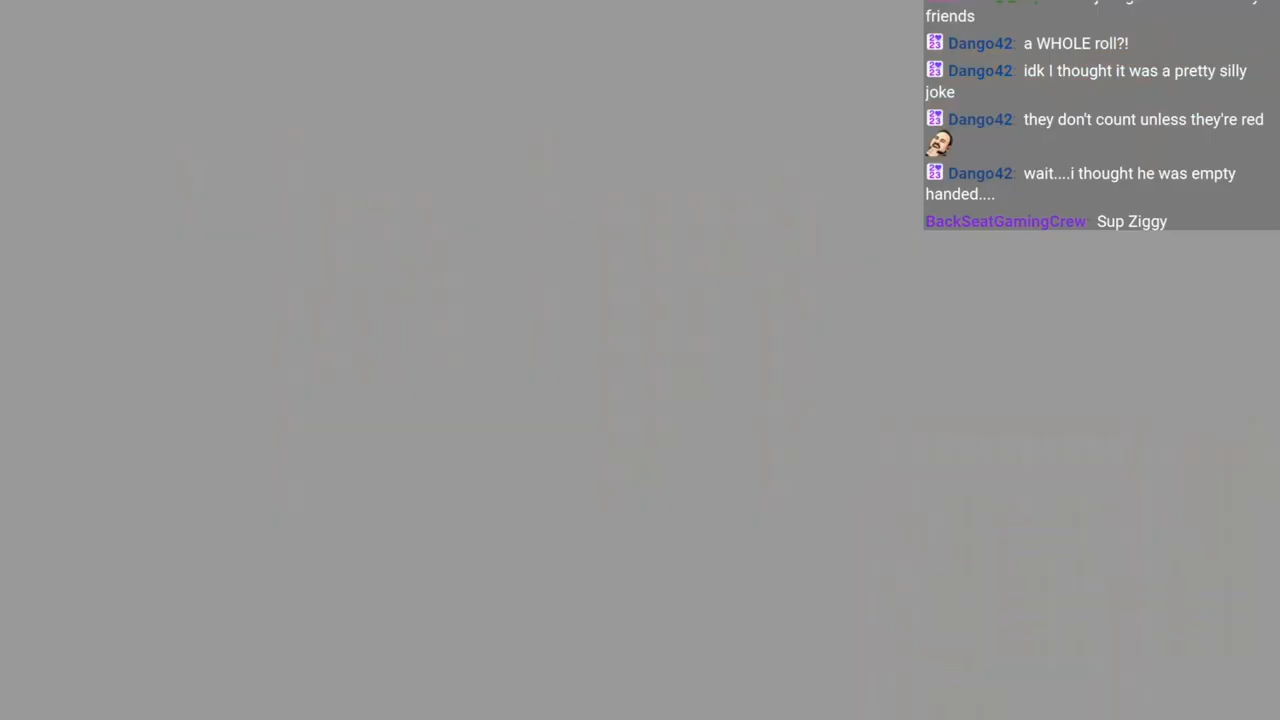 friends
Dango42: a WHOLE roll?!
Dango42: idk I thought it was a pretty silly
joke
Dango42: they don't count unless they're red
Dango42: wait....i thought he was empty
handed....
BackSeatGamingCrew: Sup Ziggy